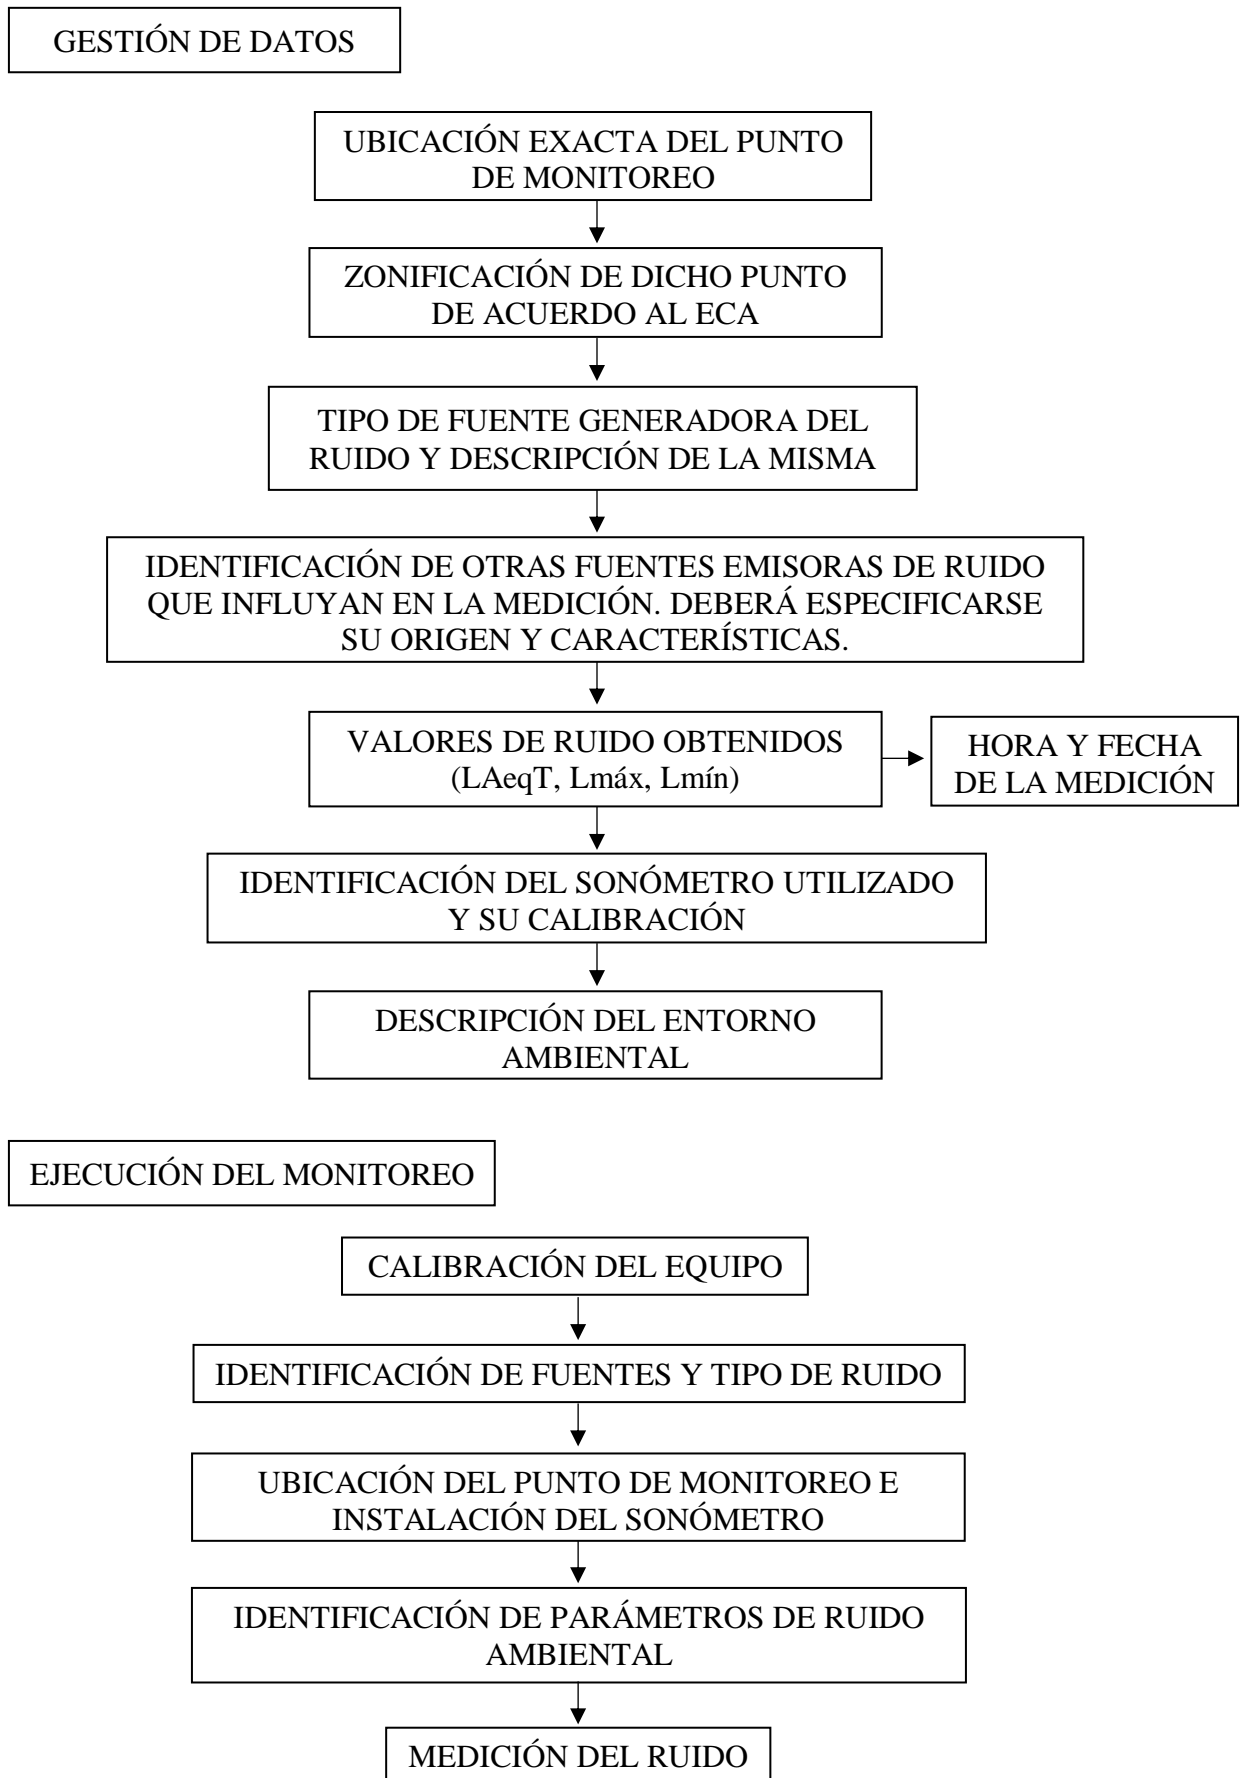 GESTIÓN DE DATOS
UBICACIÓN EXACTA DEL PUNTO
DE MONITOREO
ZONIFICACIÓN DE DICHO PUNTO
DE ACUERDO AL ECA
TIPO DE FUENTE GENERADORA DEL
RUIDO Y DESCRIPCIÓN DE LA MISMA
IDENTIFICACIÓN DE OTRAS FUENTES EMISORAS DE RUIDO
QUE INFLUYAN EN LA MEDICIÓN. DEBERÁ ESPECIFICARSE
SU ORIGEN Y CARACTERÍSTICAS.
VALORES DE RUIDO OBTENIDOS
(LAeqT, Lmáx, Lmín)
HORA Y FECHA
DE LA MEDICIÓN
IDENTIFICACIÓN DEL SONÓMETRO UTILIZADO
Y SU CALIBRACIÓN
DESCRIPCIÓN DEL ENTORNO
AMBIENTAL
EJECUCIÓN DEL MONITOREO
CALIBRACIÓN DEL EQUIPO
IDENTIFICACIÓN DE FUENTES Y TIPO DE RUIDO
UBICACIÓN DEL PUNTO DE MONITOREO E
INSTALACIÓN DEL SONÓMETRO
IDENTIFICACIÓN DE PARÁMETROS DE RUIDO
AMBIENTAL
MEDICIÓN DEL RUIDO